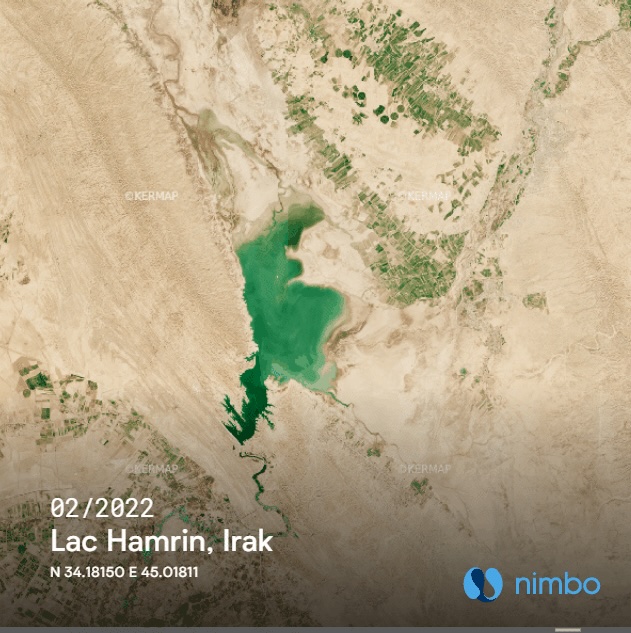 ©KERMAP ©KERMAP
©KERMAP ©KERMAP
02/2022
Lac Hamrin, Irak
N 34.18150 E 45.01811
nimbo